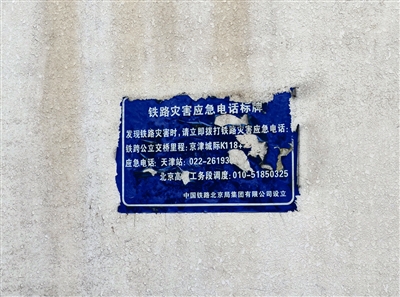 铁路灾害应急电话标牌
发现铁路灾害时,请立即拨打铁路灾害应急电话:
铁跨公立交桥里程:京津城际K118+
应急电话:天津站:022-26193
北京高 工务段调度:010-51850325
中国铁路北京局集团有限公司设立